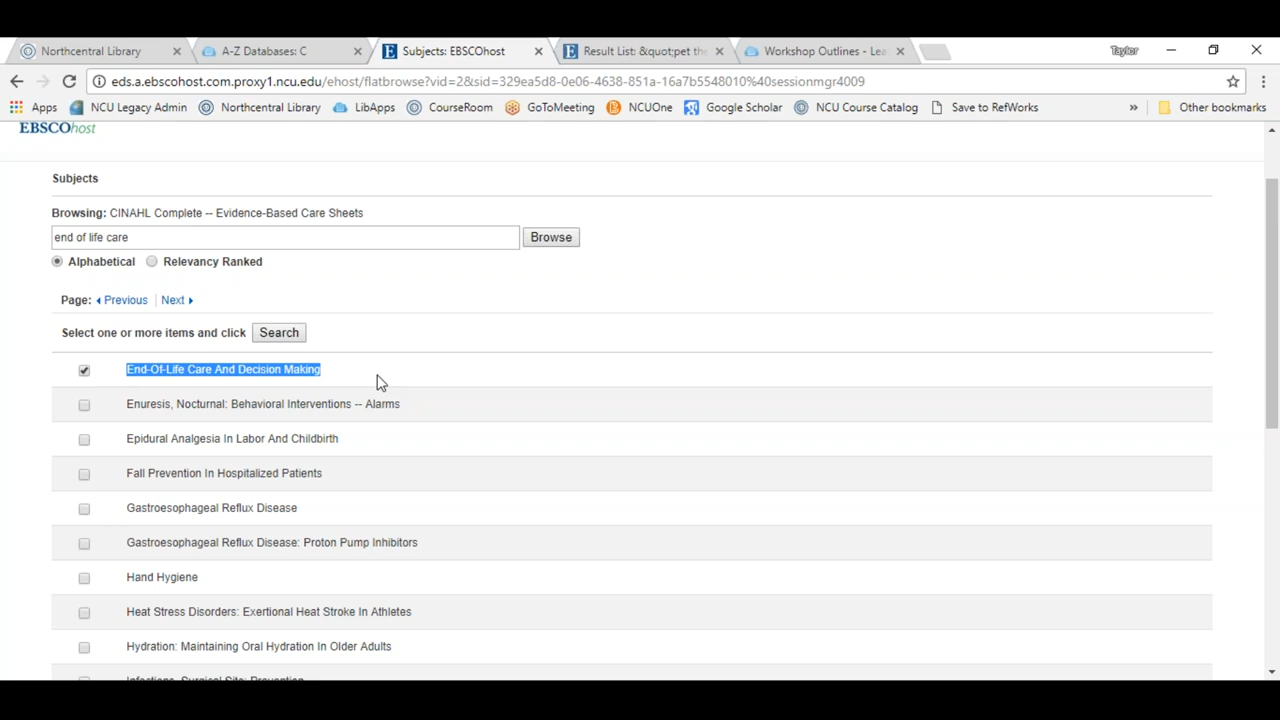 Northcentral Library
A-Z Databases: C
Subjects: EBSCOhost
Result List: &quot;pet the
Workshop Outlines - Lea
Taylor
eds.a.ebscohost.com.proxy1.ncu.edu/ehost/flatbrowse?vid=2&sid=329ea5d8-0e06-4638-851a-16a7b5548010%40sessionmgr4009
Apps NCU Legacy Admin Northcentral Library LibApps CourseRoom GoToMeeting NCUOne Google Scholar NCU Course Catalog Save to RefWorks » Other bookmarks
EBSCOhost
Subjects
Browsing: CINAHL Complete -- Evidence-Based Care Sheets
end of life care Browse
Alphabetical Relevancy Ranked
Page: Previous Next
Select one or more items and click Search
End-Of-Life Care And Decision Making
Enuresis, Nocturnal: Behavioral Interventions -- Alarms
Epidural Analgesia In Labor And Childbirth
Fall Prevention In Hospitalized Patients
Gastroesophageal Reflux Disease
Gastroesophageal Reflux Disease: Proton Pump Inhibitors
Hand Hygiene
Heat Stress Disorders: Exertional Heat Stroke In Athletes
Hydration: Maintaining Oral Hydration In Older Adults
Infections, Surgical Site: Prevention